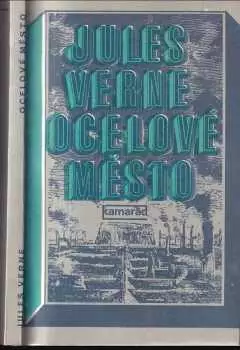 OCELOVÉ MĚSTO
JULES VERNE
JULES
VERNE
OCELOVÉ
MĚSTO
kamarád